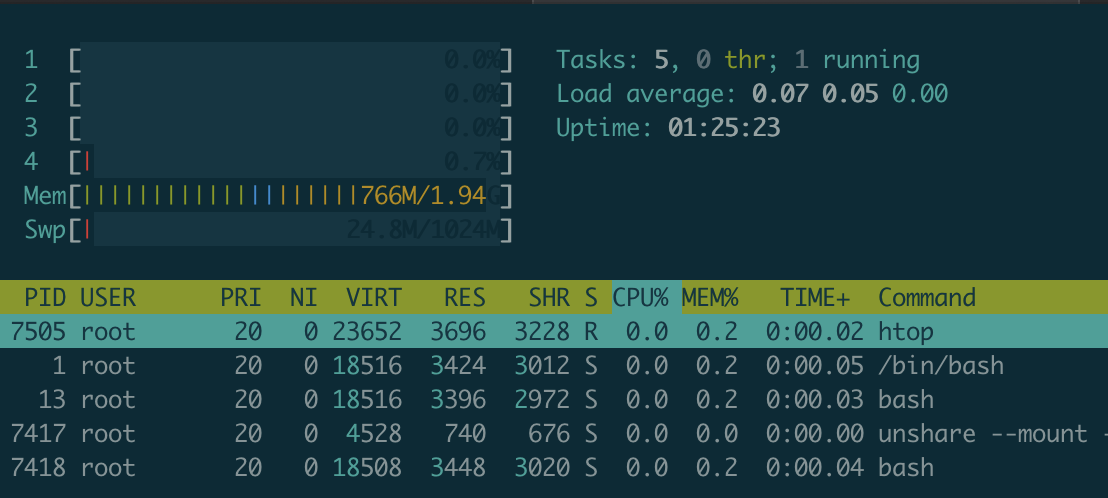 1 [ 0.0%] Tasks: 5, 0 thr; 1 running
2 [ 0.0%] Load average: 0.07 0.05 0.00
3 [ 0.0%] Uptime: 01:25:23
4 [| 0.7%]
Mem[||||||||||||||||||||766M/1.94G]
Swp[| 24.8M/1024M]
PID USER PRI NI VIRT RES SHR S CPU% MEM% TIME+ Command
7505 root 20 0 23652 3696 3228 R 0.0 0.2 0:00.02 htop
1 root 20 0 18516 3424 3012 S 0.0 0.2 0:00.05 /bin/bash
13 root 20 0 18516 3396 2972 S 0.0 0.2 0:00.03 bash
7417 root 20 0 4528 740 676 S 0.0 0.0 0:00.00 unshare --mount -
7418 root 20 0 18508 3448 3020 S 0.0 0.2 0:00.04 bash